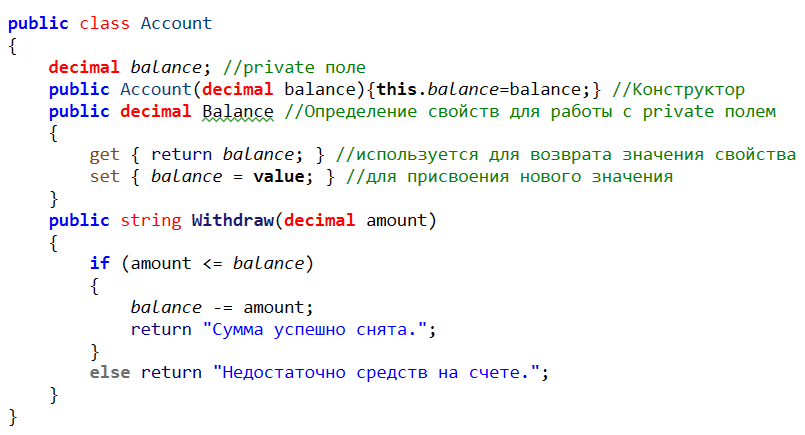 public class Account
{
    decimal balance; //private поле
    public Account(decimal balance){this.balance=balance;} //Конструктор
    public decimal Balance //Определение свойств для работы с private полем
    {
        get { return balance; } //используется для возврата значения свойства
        set { balance = value; } //для присвоения нового значения
    }
    public string Withdraw(decimal amount)
    {
        if (amount <= balance)
        {
            balance -= amount;
            return "Сумма успешно снята.";
        }
        else return "Недостаточно средств на счете.";
    }
}